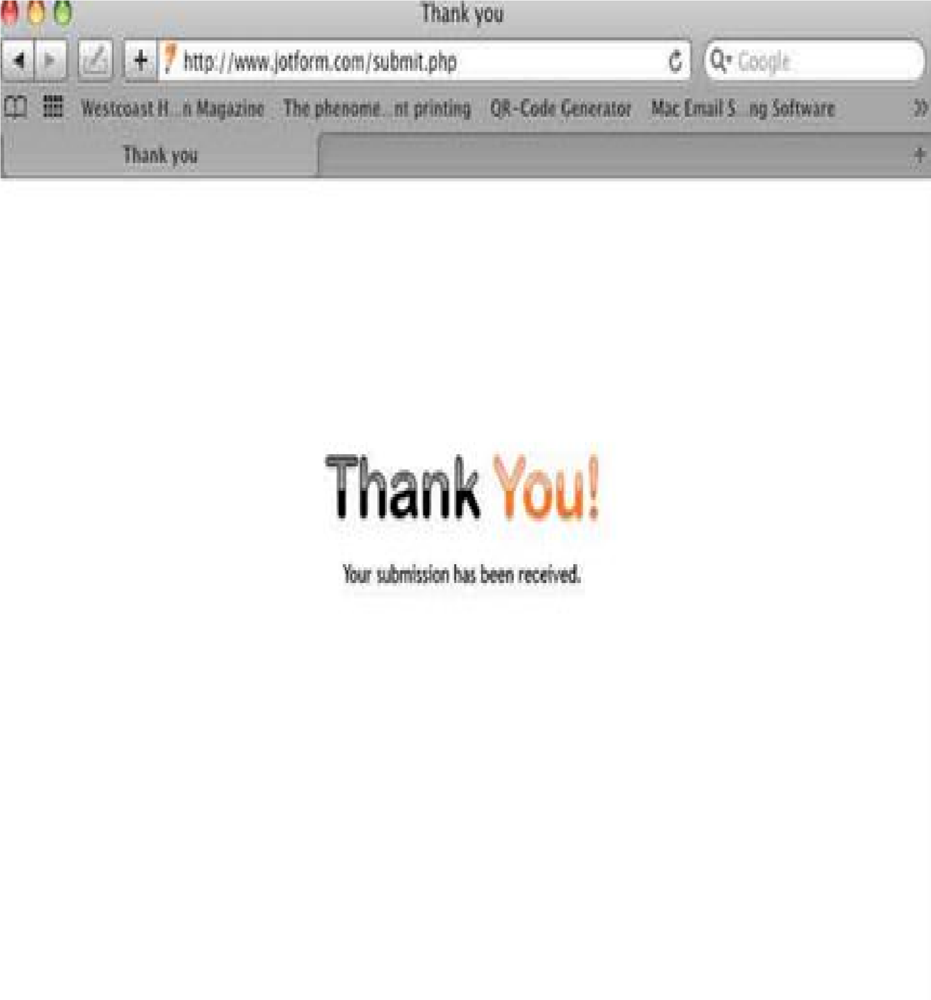 Thank you
http://www.jotform.com/submit.php Google
Westcoast H...n Magazine The phenome...nt printing QR-Code Generator Mac Email S...ng Software
Thank you
Thank You!
Your submission has been received.